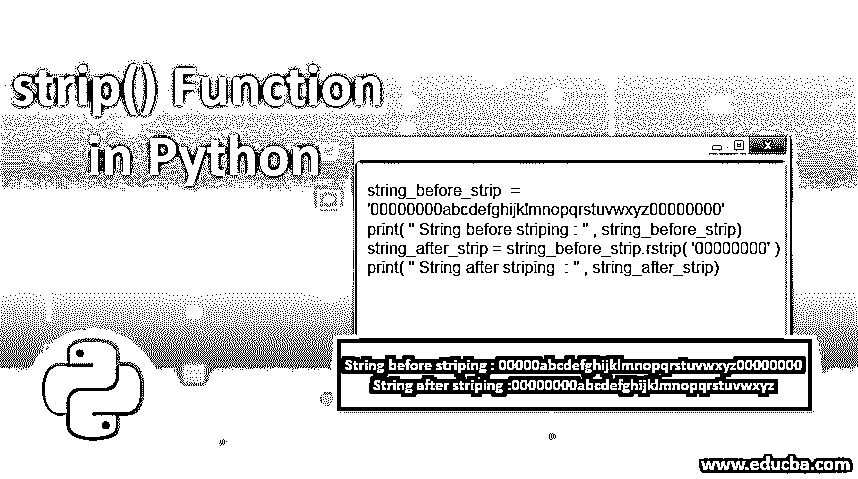 strip() Function
in Python
string_before_strip =
'00000000abcdefghijklmnopqrstuvwxyz00000000'
print( " String before striping : " , string_before_strip)
string_after_strip = string_before_strip.rstrip( '00000000' )
print( " String after striping : " , string_after_strip)
String before striping : 00000abcdefghijklmnopqrstuvwxyz00000000
String after striping :00000000abcdefghijklmnopqrstuvwxyz
www.educba.com